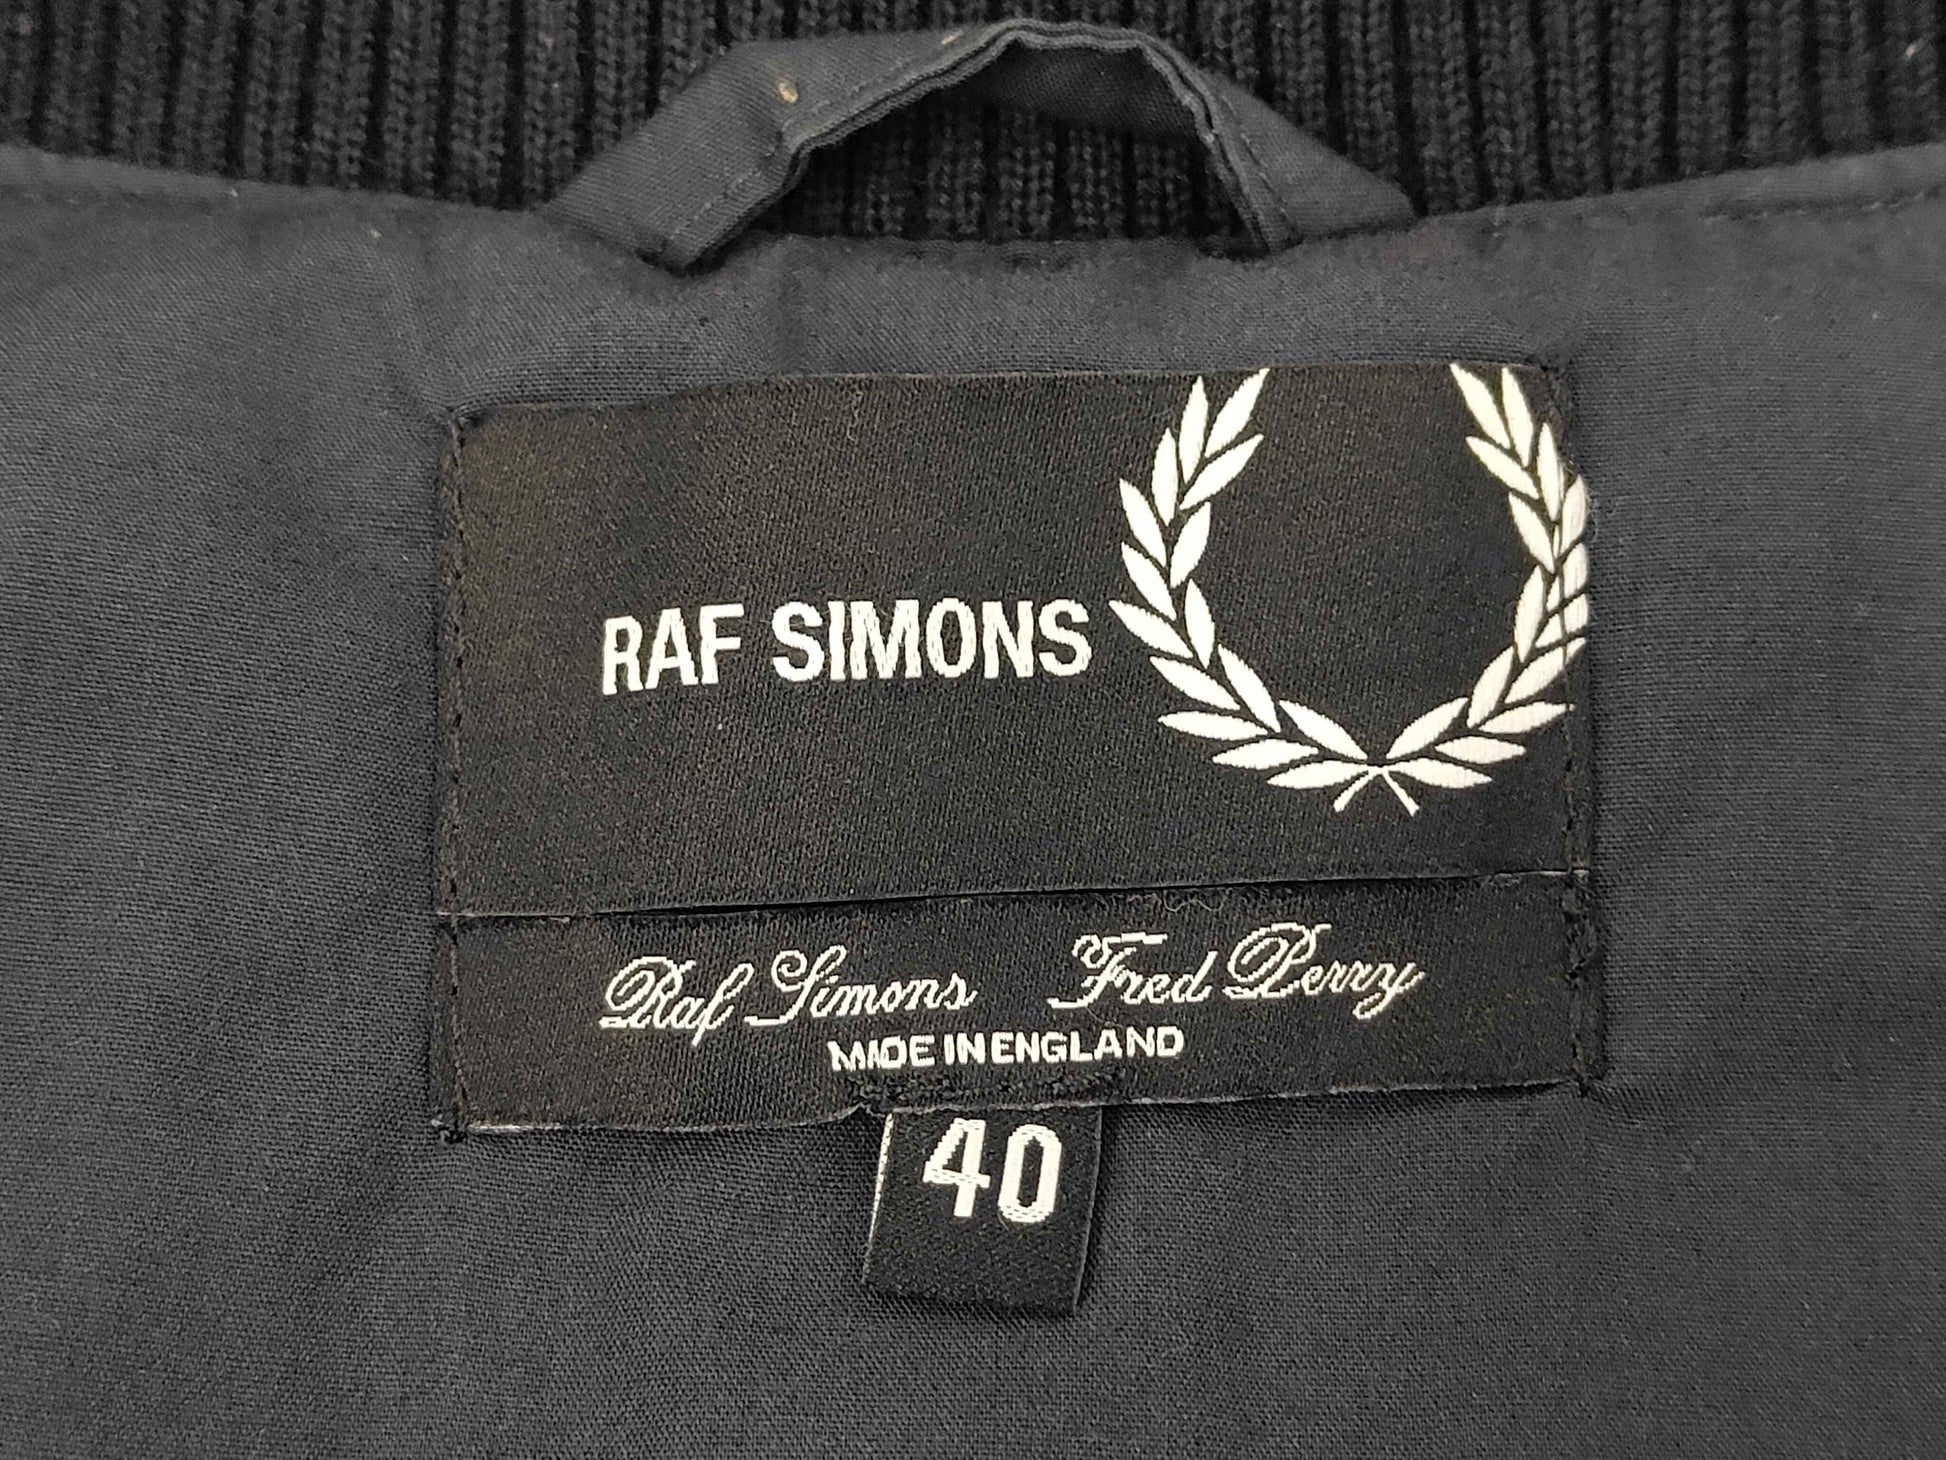 RAF SIMONS
Raf Simons Fred Perry
MADE IN ENGLAND
40